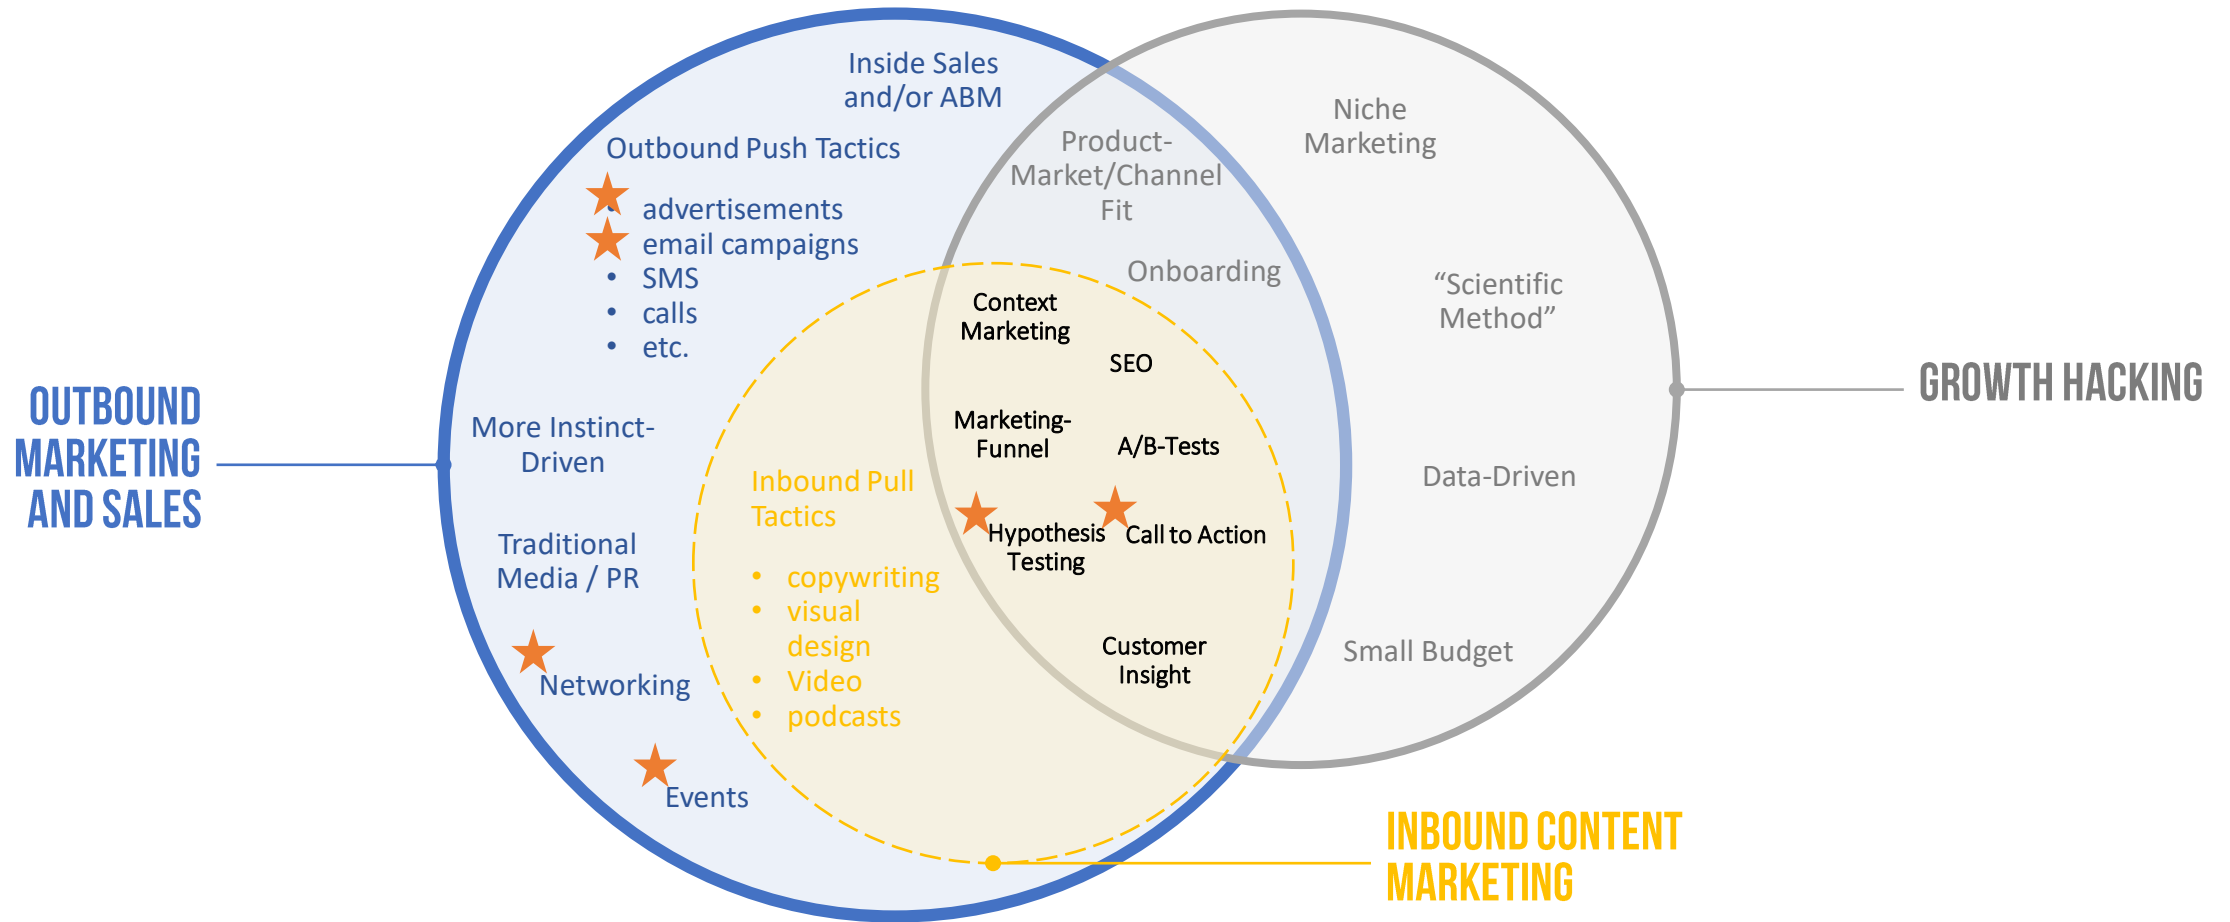 Inside Sales
and/or ABM
Outbound Push Tactics
• advertisements
email campaigns
• SMS
• calls
• etc.
More Instinct-
Driven
Traditional
Media / PR
Networking
Events
OUTBOUND
MARKETING
AND SALES
Inbound Pull
Tactics
• copywriting
• visual
design
• Video
• podcasts
Product-
Market/Channel
Fit
Onboarding
Context
Marketing
SEO
Marketing-
Funnel
A/B-Tests
Hypothesis
Testing
Call to Action
Customer
Insight
Niche
Marketing
“Scientific
Method”
Data-Driven
Small Budget
GROWTH HACKING
INBOUND CONTENT
MARKETING